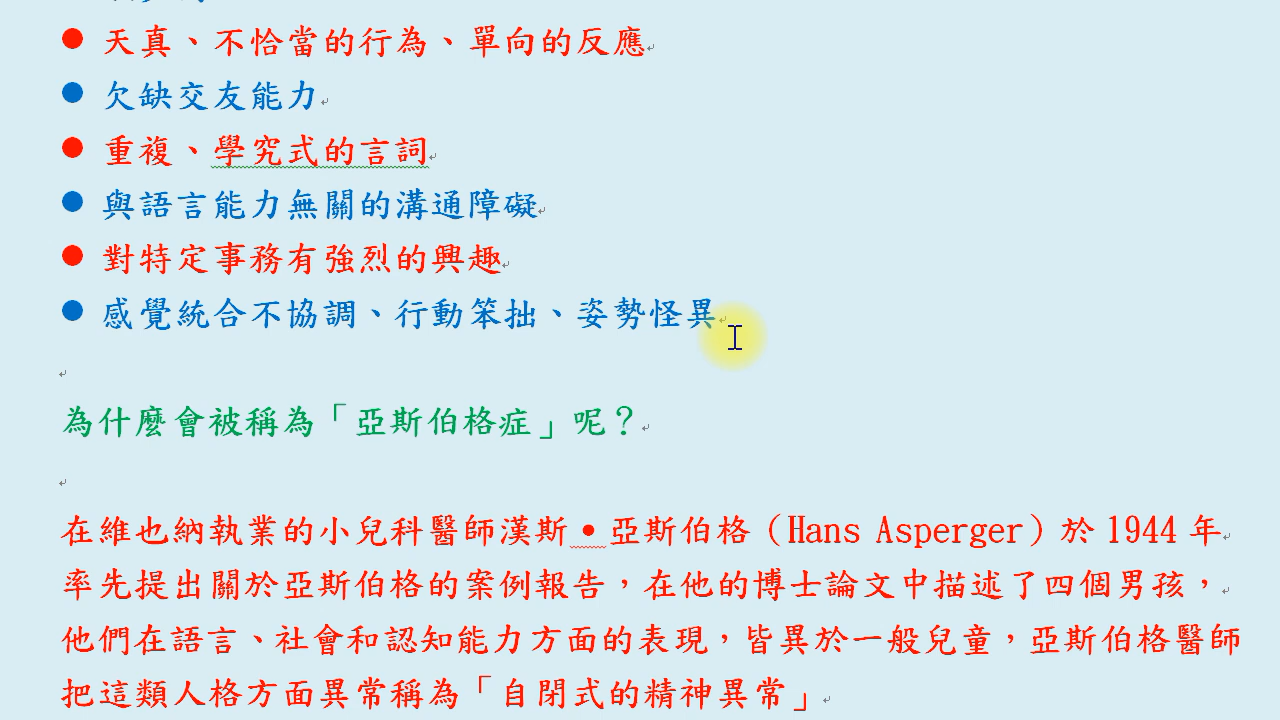 ● 天真、不恰當的行為、單向的反應
● 欠缺交友能力
● 重複、學究式的言詞
● 與語言能力無關的溝通障礙
● 對特定事務有強烈的興趣
● 感覺統合不協調、行動笨拙、姿勢怪異
為什麼會被稱為「亞斯伯格症」呢？
在維也納執業的小兒科醫師漢斯•亞斯伯格（Hans Asperger）於 1944 年
率先提出關於亞斯伯格的案例報告，在他的博士論文中描述了四個男孩，
他們在語言、社會和認知能力方面的表現，皆異於一般兒童，亞斯伯格醫師
把這類人格方面異常稱為「自閉式的精神異常」